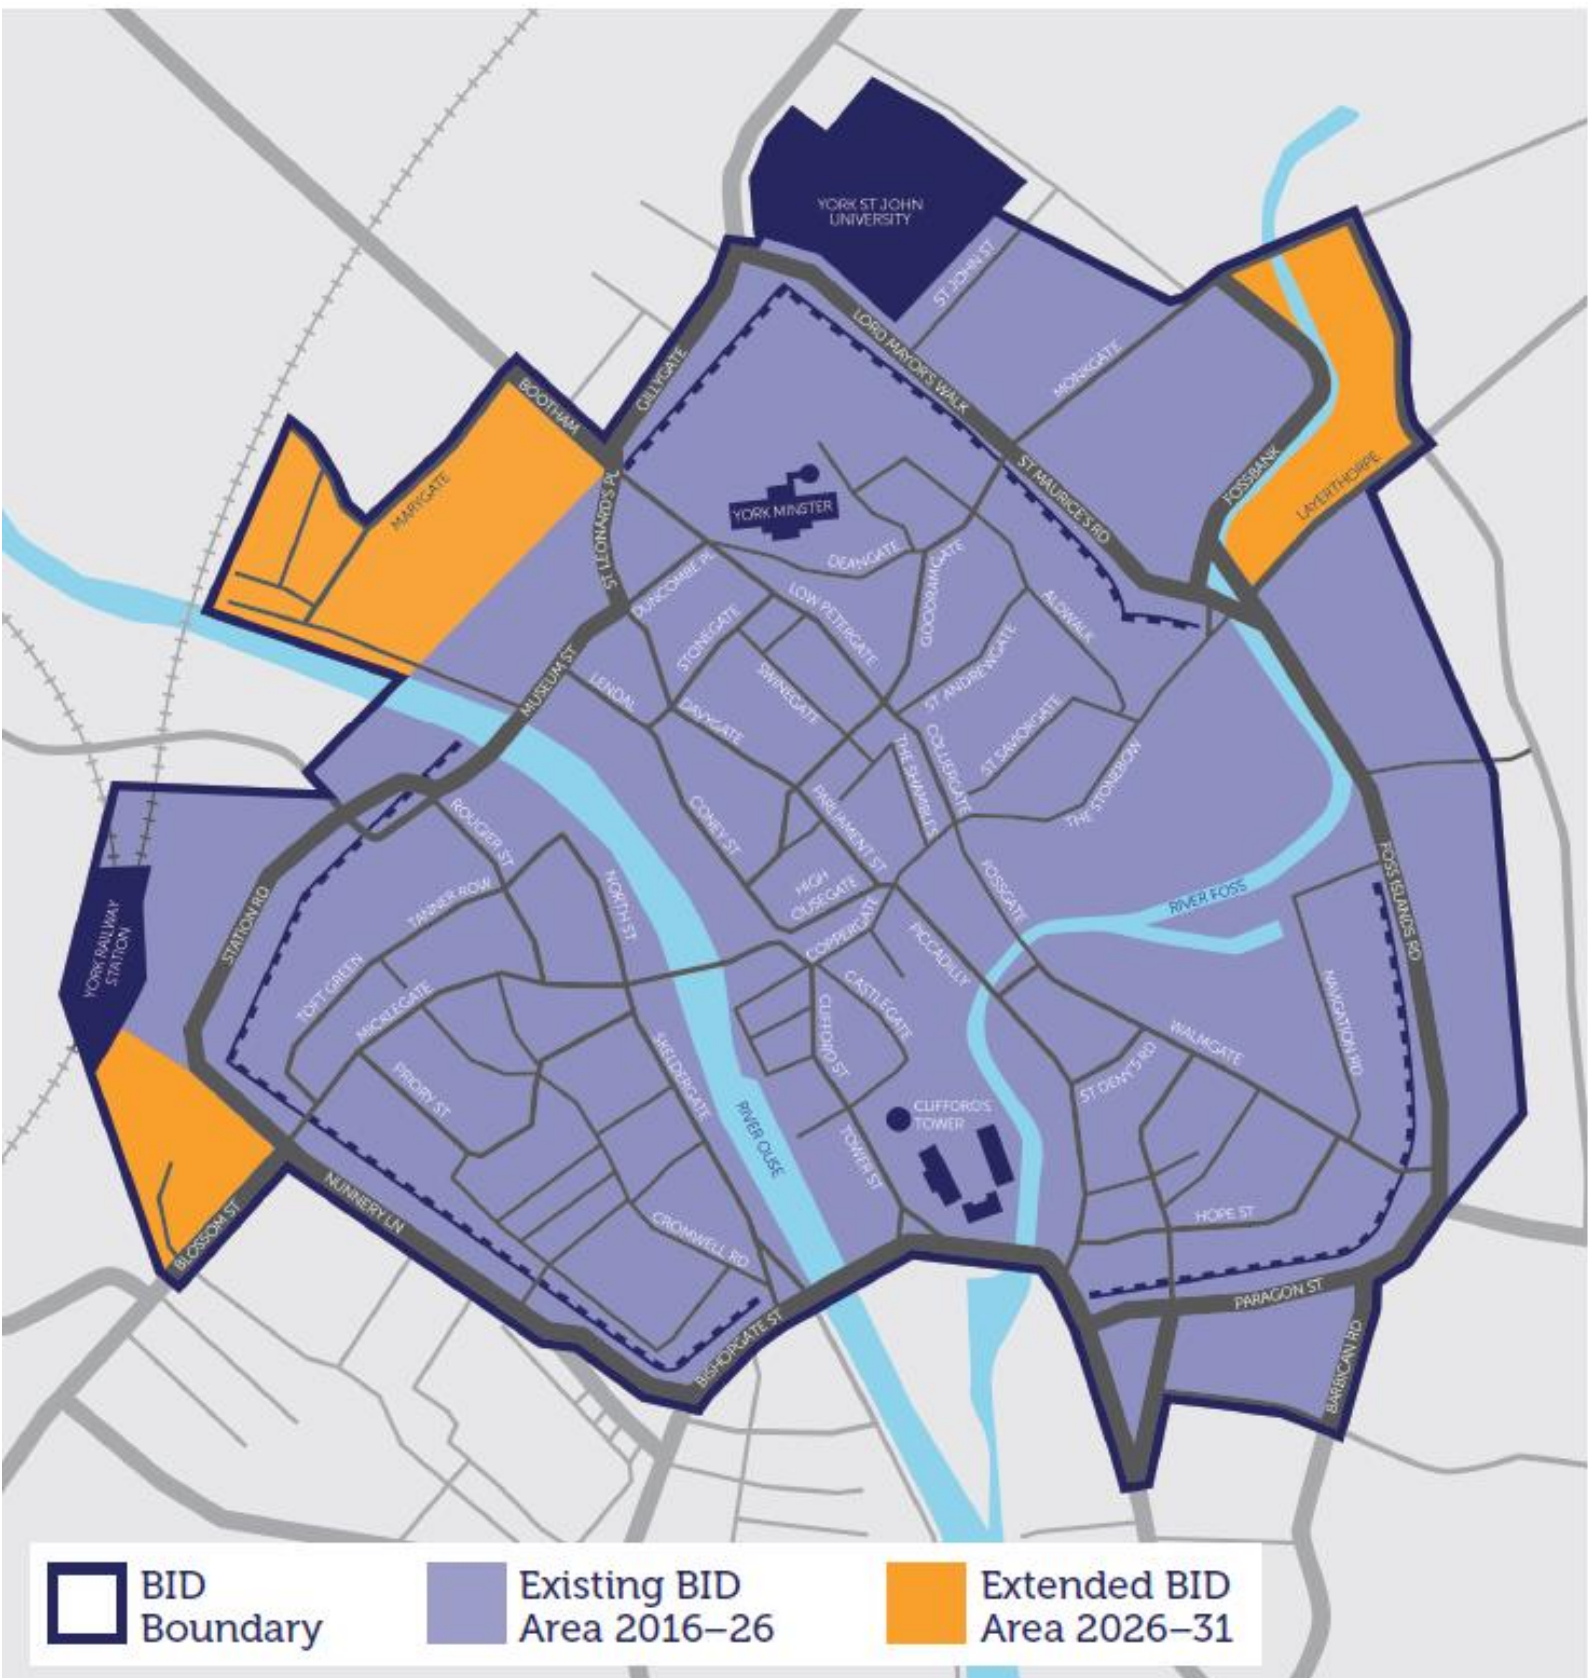 YORK ST JOHN
UNIVERSITY
ST JOHN ST
LORD MAYOR'S WALK
MONKGATE
GILLYGATE
BOOTHAM
MARYGATE
ST LEONARD'S PL
YORK MINSTER
ST MAURICE'S RD
FOSSBANK
LAYERTHORPE
DEANGATE
DUNCOMBE PL
STONEGATE
LOW PETERGATE
GOODRAMGATE
ALDWALK
MUSEUM ST
LENDAL
SWINEGATE
ST ANDREWGATE
DAVYGATE
COLLIERGATE
ST SAVIORGATE
THE SHAMBLES
THE STONEBOW
ROUGIER ST
CONEY ST
PARLIAMENT ST
HIGH
OUSEGATE
FOSSGATE
FOSS ISLANDS RD
RIVER FOSS
TANNER ROW
NORTH ST
STATION RD
YORK RAILWAY
STATION
COPPERGATE
PICCADILLY
TOFT GREEN
MICKLEGATE
CASTLEGATE
CLIFFORD ST
NAVIGATION RD
WALMGATE
SKELDERGATE
PRIORY ST
ST DENY'S RD
RIVER OUSE
CLIFFORD'S
TOWER
TOWER ST
BLOSSOM ST
NUNNERY LN
CROMWELL RD
HOPE ST
PARAGON ST
BISHOPGATE ST
BARBICAN RD
BID
Boundary
Existing BID
Area 2016–26
Extended BID
Area 2026–31